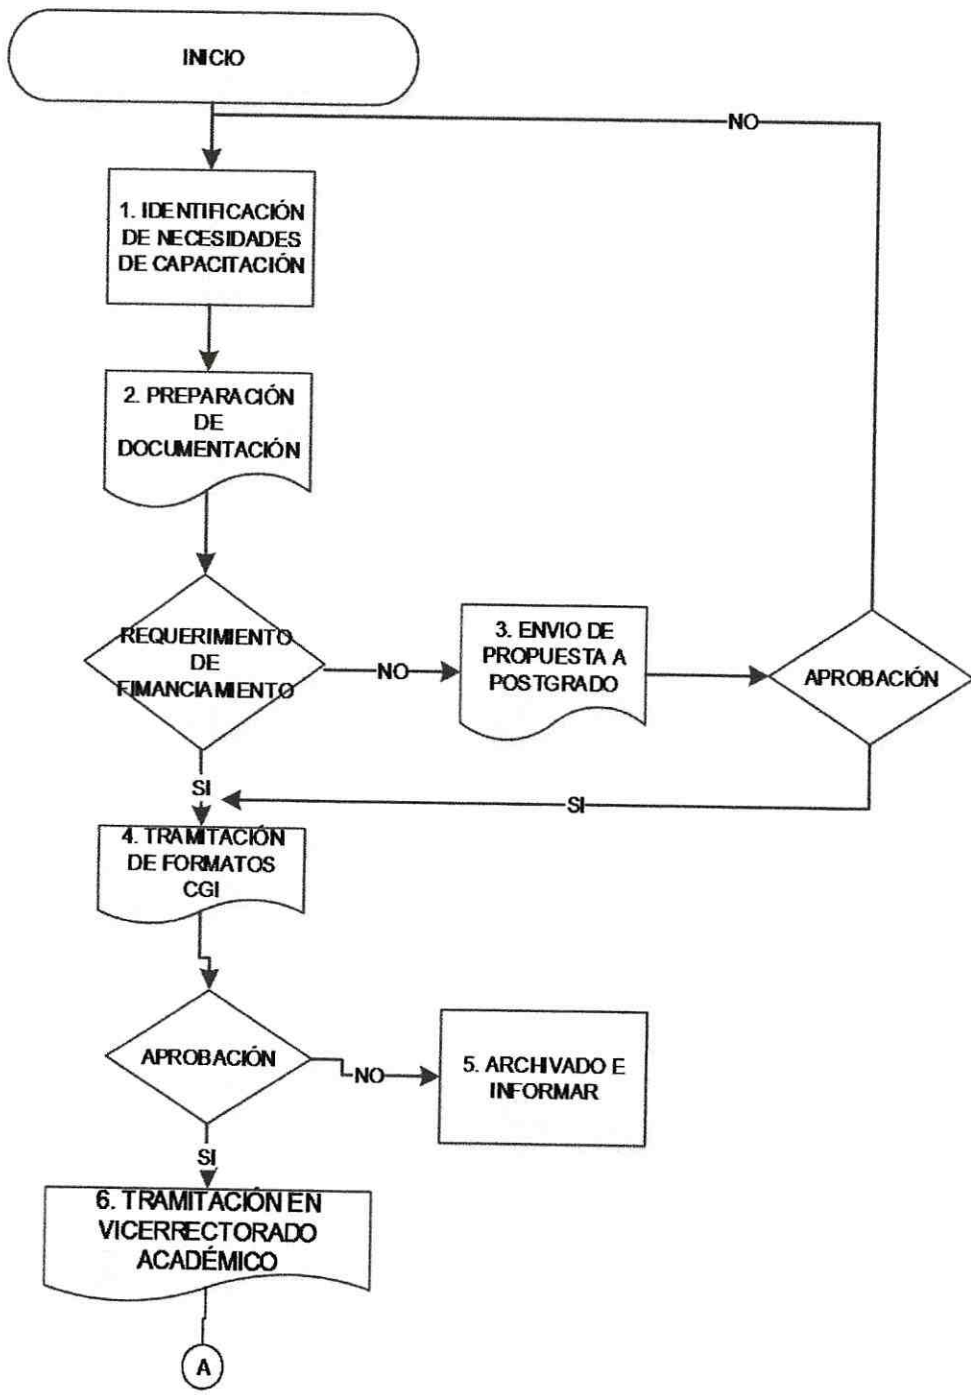 INICIO
NO
1. IDENTIFICACIÓN
DE NECESIDADES
DE CAPACITACIÓN
2. PREPARACIÓN
DE
DOCUMENTACIÓN
REQUERIMIENTO
DE
FIMANCIAMIENTO
NO
3. ENVIO DE
PROPUESTA A
POSTGRADO
APROBACIÓN
SI
SI
4. TRAMITACIÓN
DE FORMATOS
CGI
APROBACIÓN
NO
5. ARCHIVADO E
INFORMAR
SI
6. TRAMITACIÓN EN
VICERRECTORADO
ACADÉMICO
A